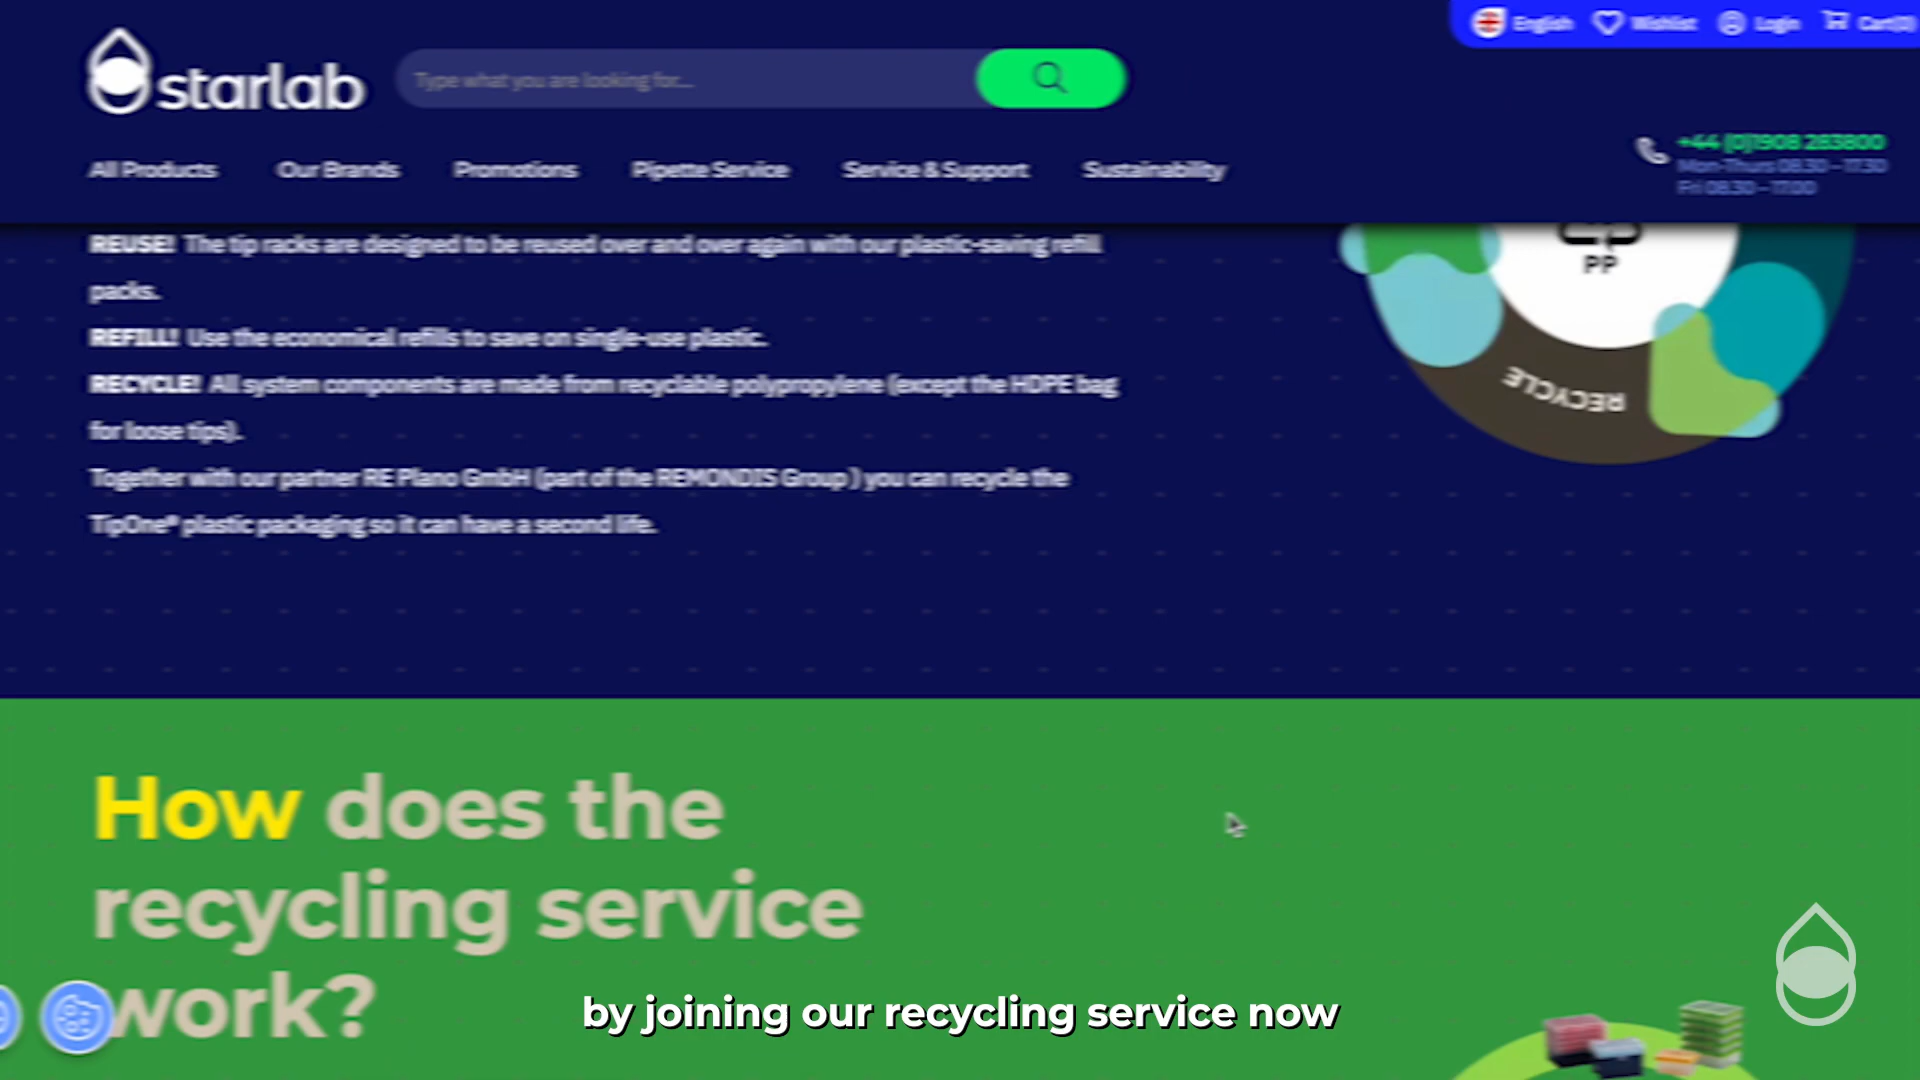 English Wishlist Login Cart(0)
starlab
Type what you are looking for...
+44 (0)1908 283800
Mon-Thurs 08.30 - 17.30
Fri 08.30 - 17.00
All Products Our Brands Promotions Pipette Service Service & Support Sustainability
REUSE! The tip racks are designed to be reused over and over again with our plastic-saving refill
packs.
REFILL! Use the economical refills to save on single-use plastic.
RECYCLE! All system components are made from recyclable polypropylene (except the HDPE bag
for loose tips).
Together with our partner RE Plano GmbH (part of the REMONDIS Group ) you can recycle the
TipOne® plastic packaging so it can have a second life.
PP
RECYCLE
How does the
recycling service
work?
by joining our recycling service now